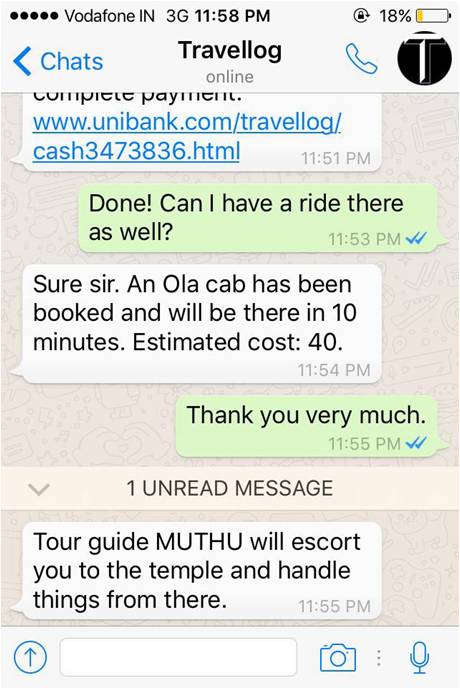 Vodafone IN 3G 11:58 PM 18%
Chats Travellog
online
complete payment.
www.unibank.com/travellog/
cash3473836.html 11:51 PM
Done! Can I have a ride there
as well? 11:53 PM
Sure sir. An Ola cab has been
booked and will be there in 10
minutes. Estimated cost: 40.
11:54 PM
Thank you very much.
11:55 PM
1 UNREAD MESSAGE
Tour guide MUTHU will escort
you to the temple and handle
things from there. 11:55 PM